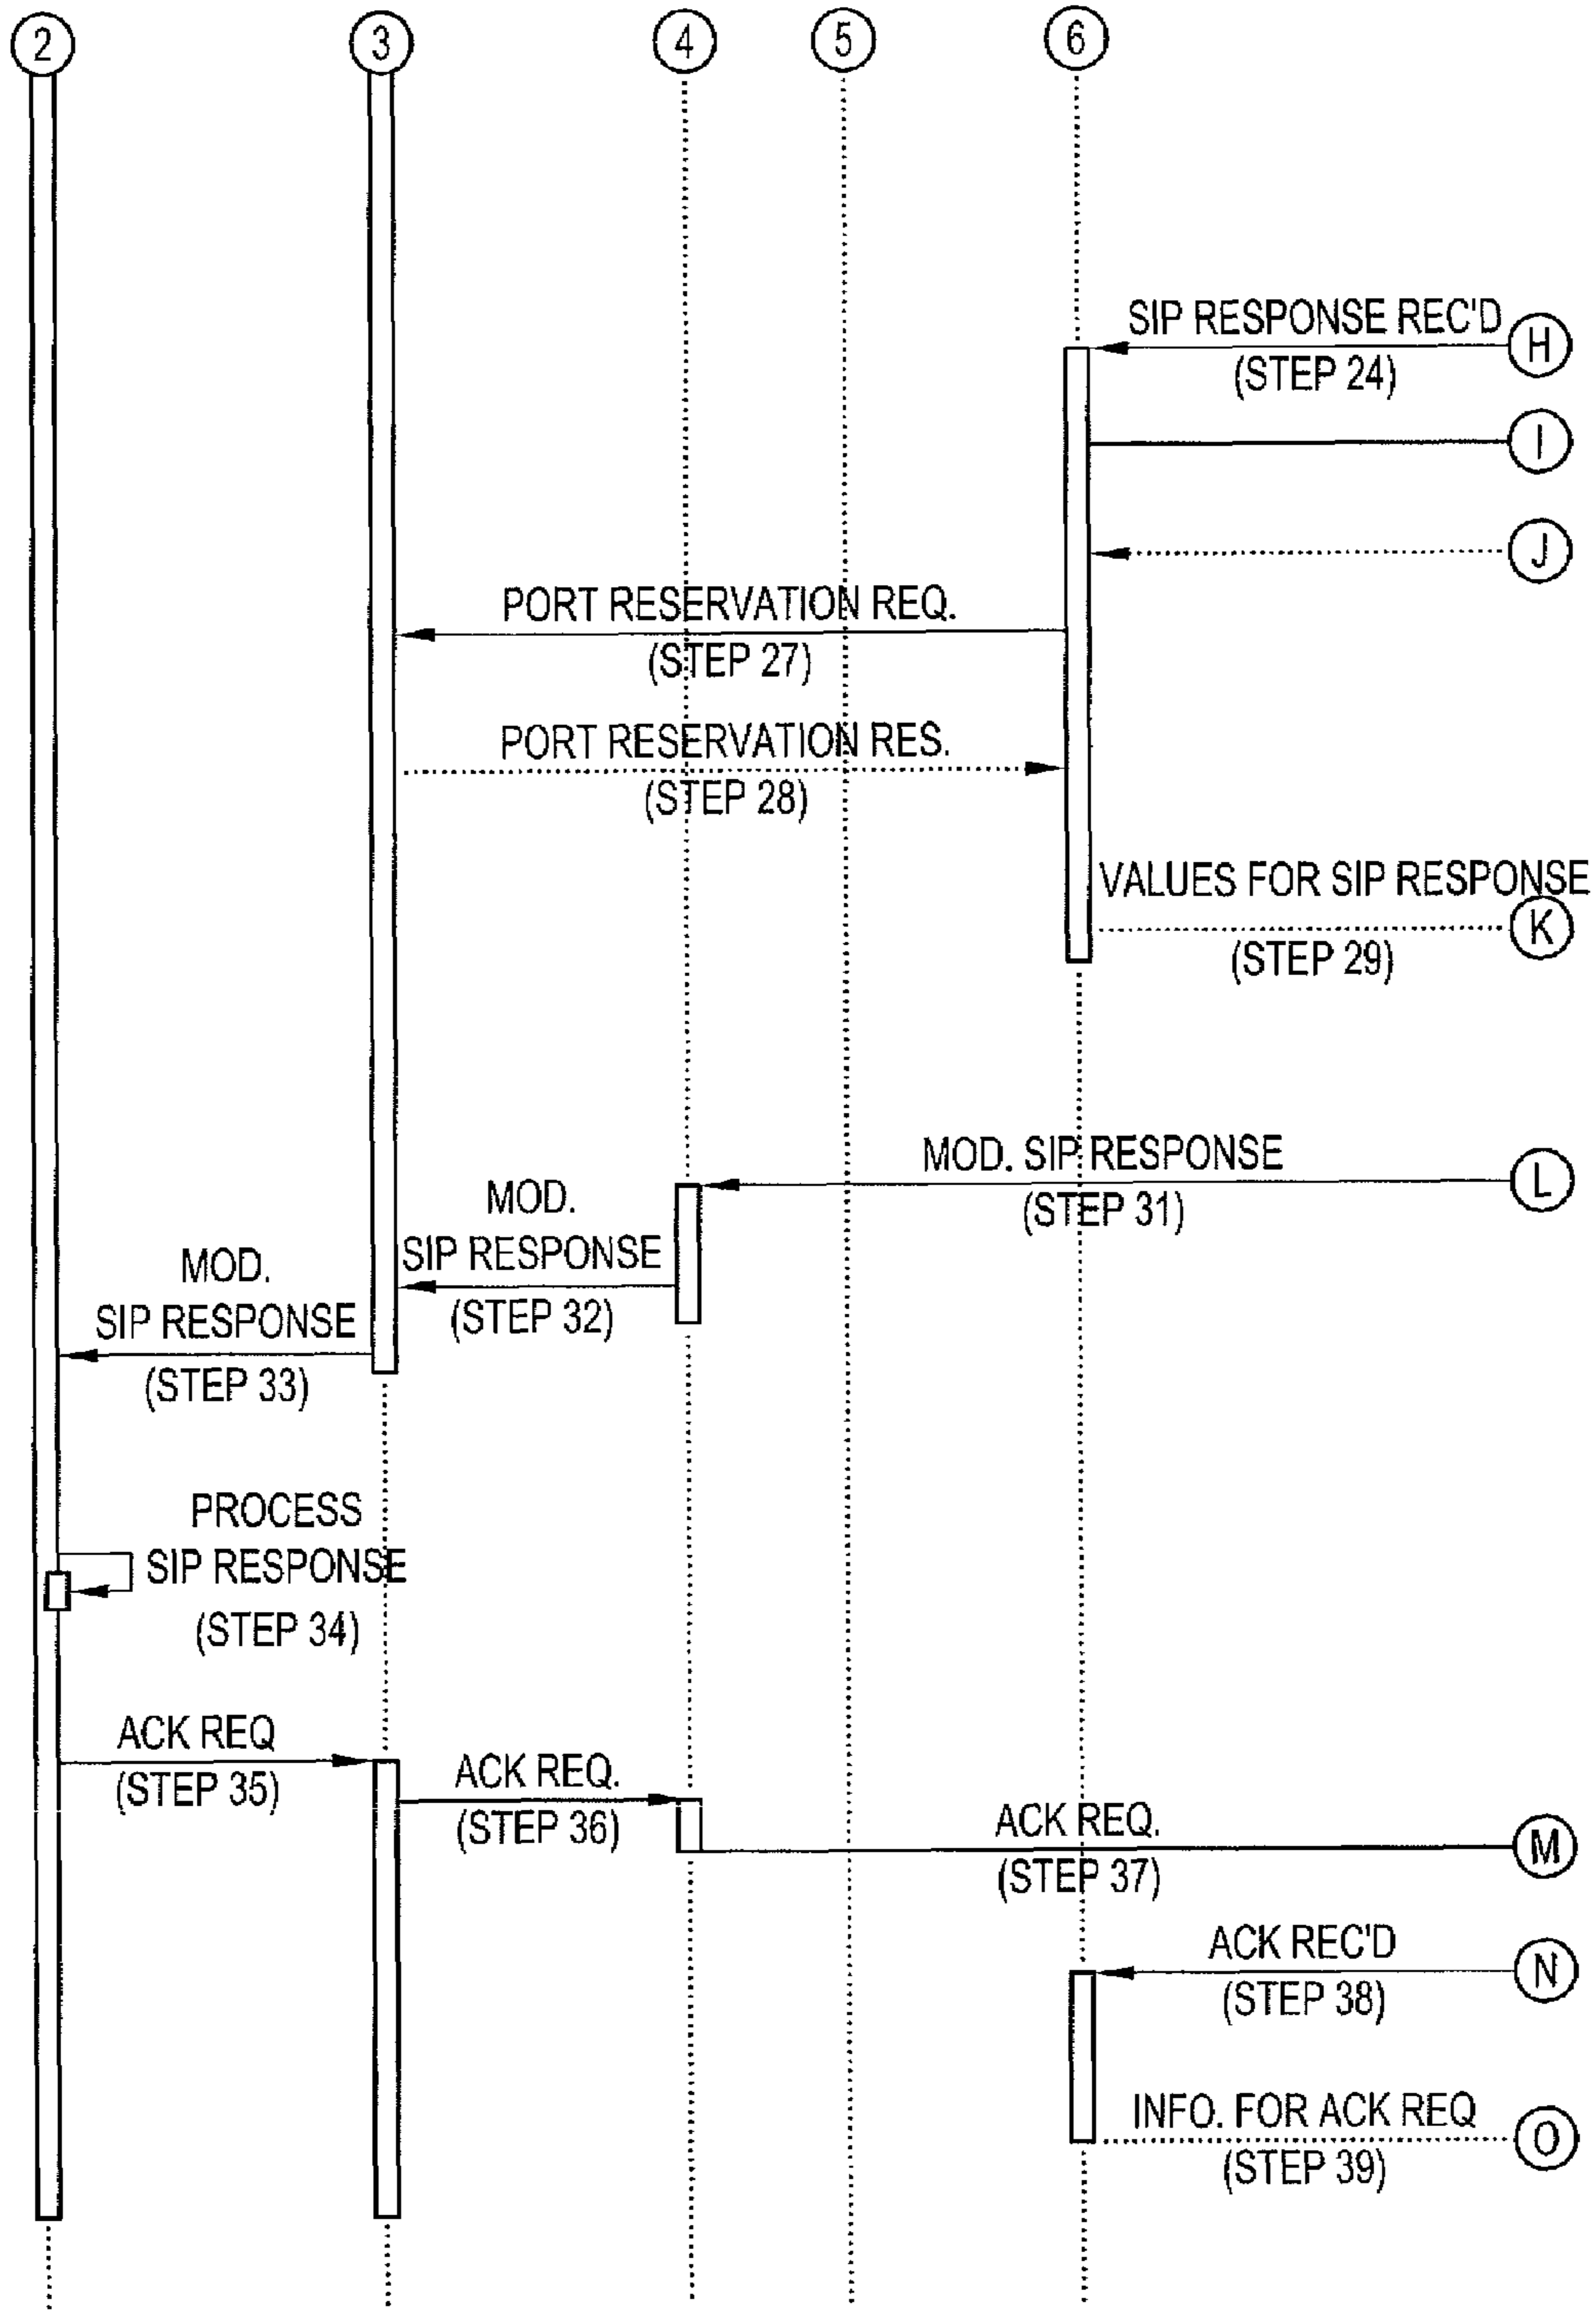 2
3
4
5
6
SIP RESPONSE REC'D
H
(STEP 24)
I
J
PORT RESERVATION REQ.
(STEP 27)
PORT RESERVATION RES.
(STEP 28)
VALUES FOR SIP RESPONSE
K
(STEP 29)
MOD. SIP RESPONSE
L
(STEP 31)
MOD.
SIP RESPONSE
(STEP 32)
MOD.
SIP RESPONSE
(STEP 33)
PROCESS
SIP RESPONSE
(STEP 34)
ACK REQ
(STEP 35)
ACK REQ.
(STEP 36)
ACK REQ.
M
(STEP 37)
ACK REC'D
N
(STEP 38)
INFO. FOR ACK REQ
O
(STEP 39)